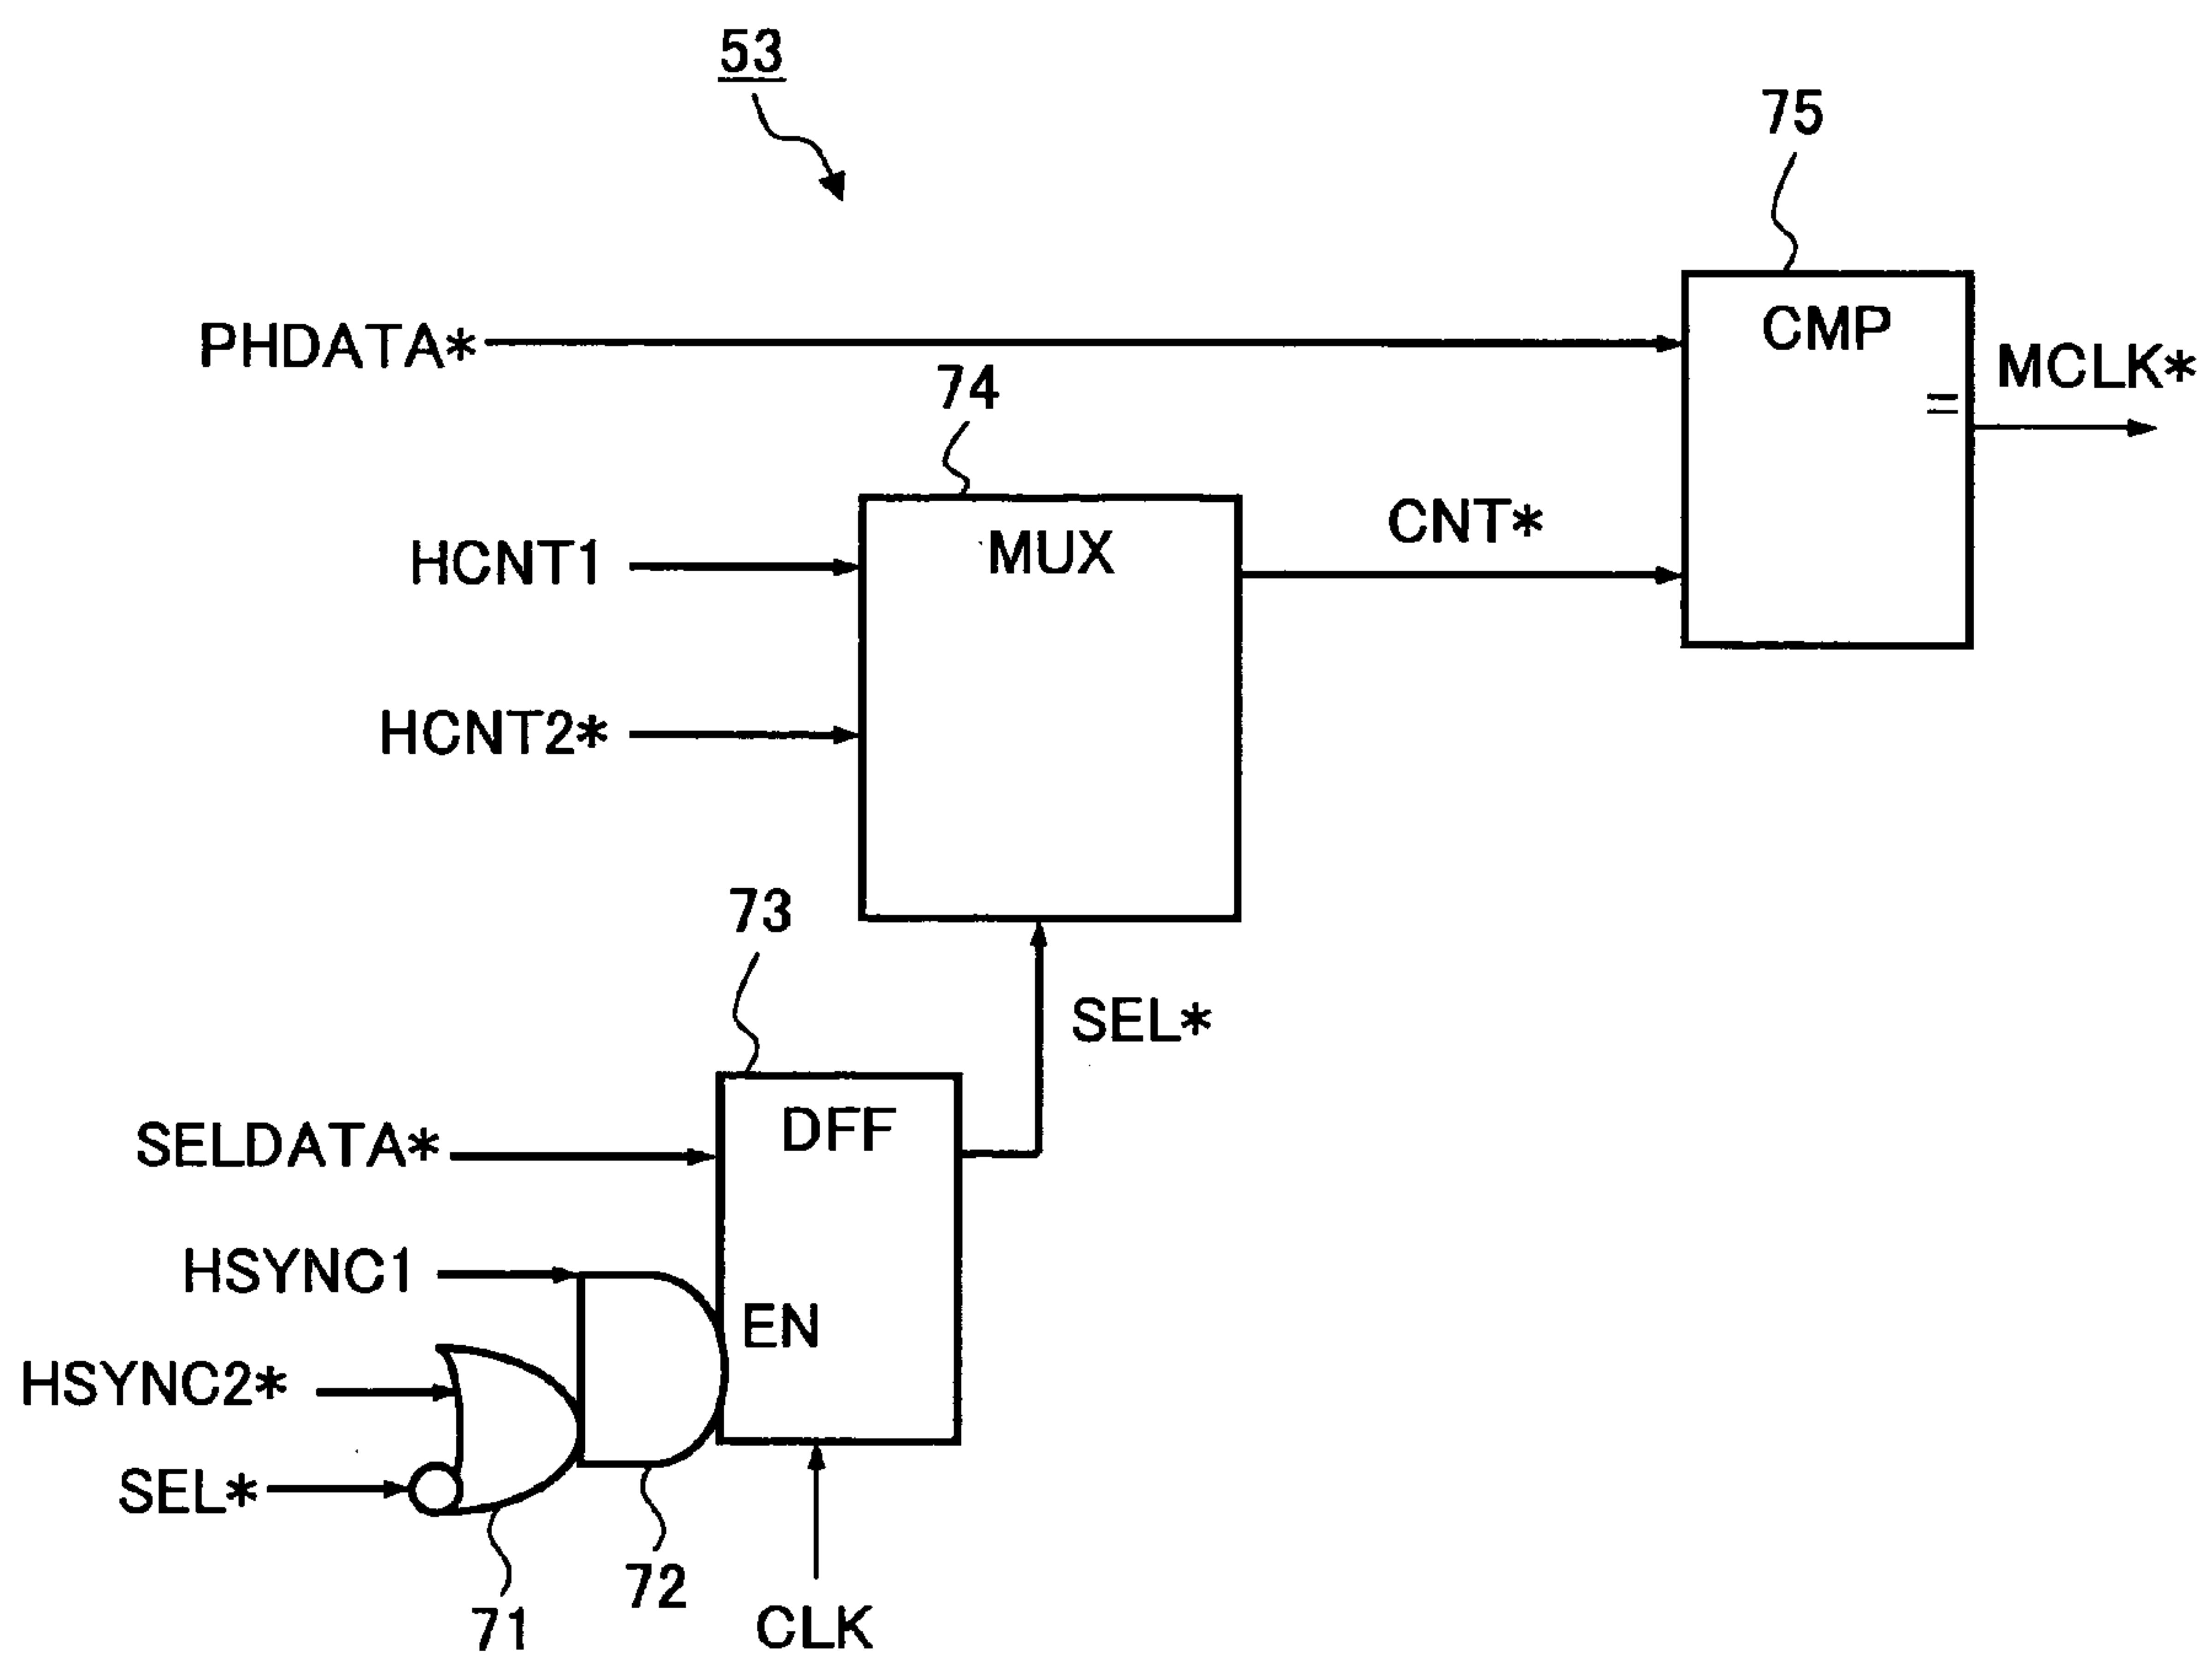 53
75
PHDATA*
CMP
=
MCLK*
74
HCNT1
MUX
CNT*
HCNT2*
73
SEL*
SELDATA*
DFF
HSYNC1
EN
HSYNC2*
SEL*
72
71
CLK